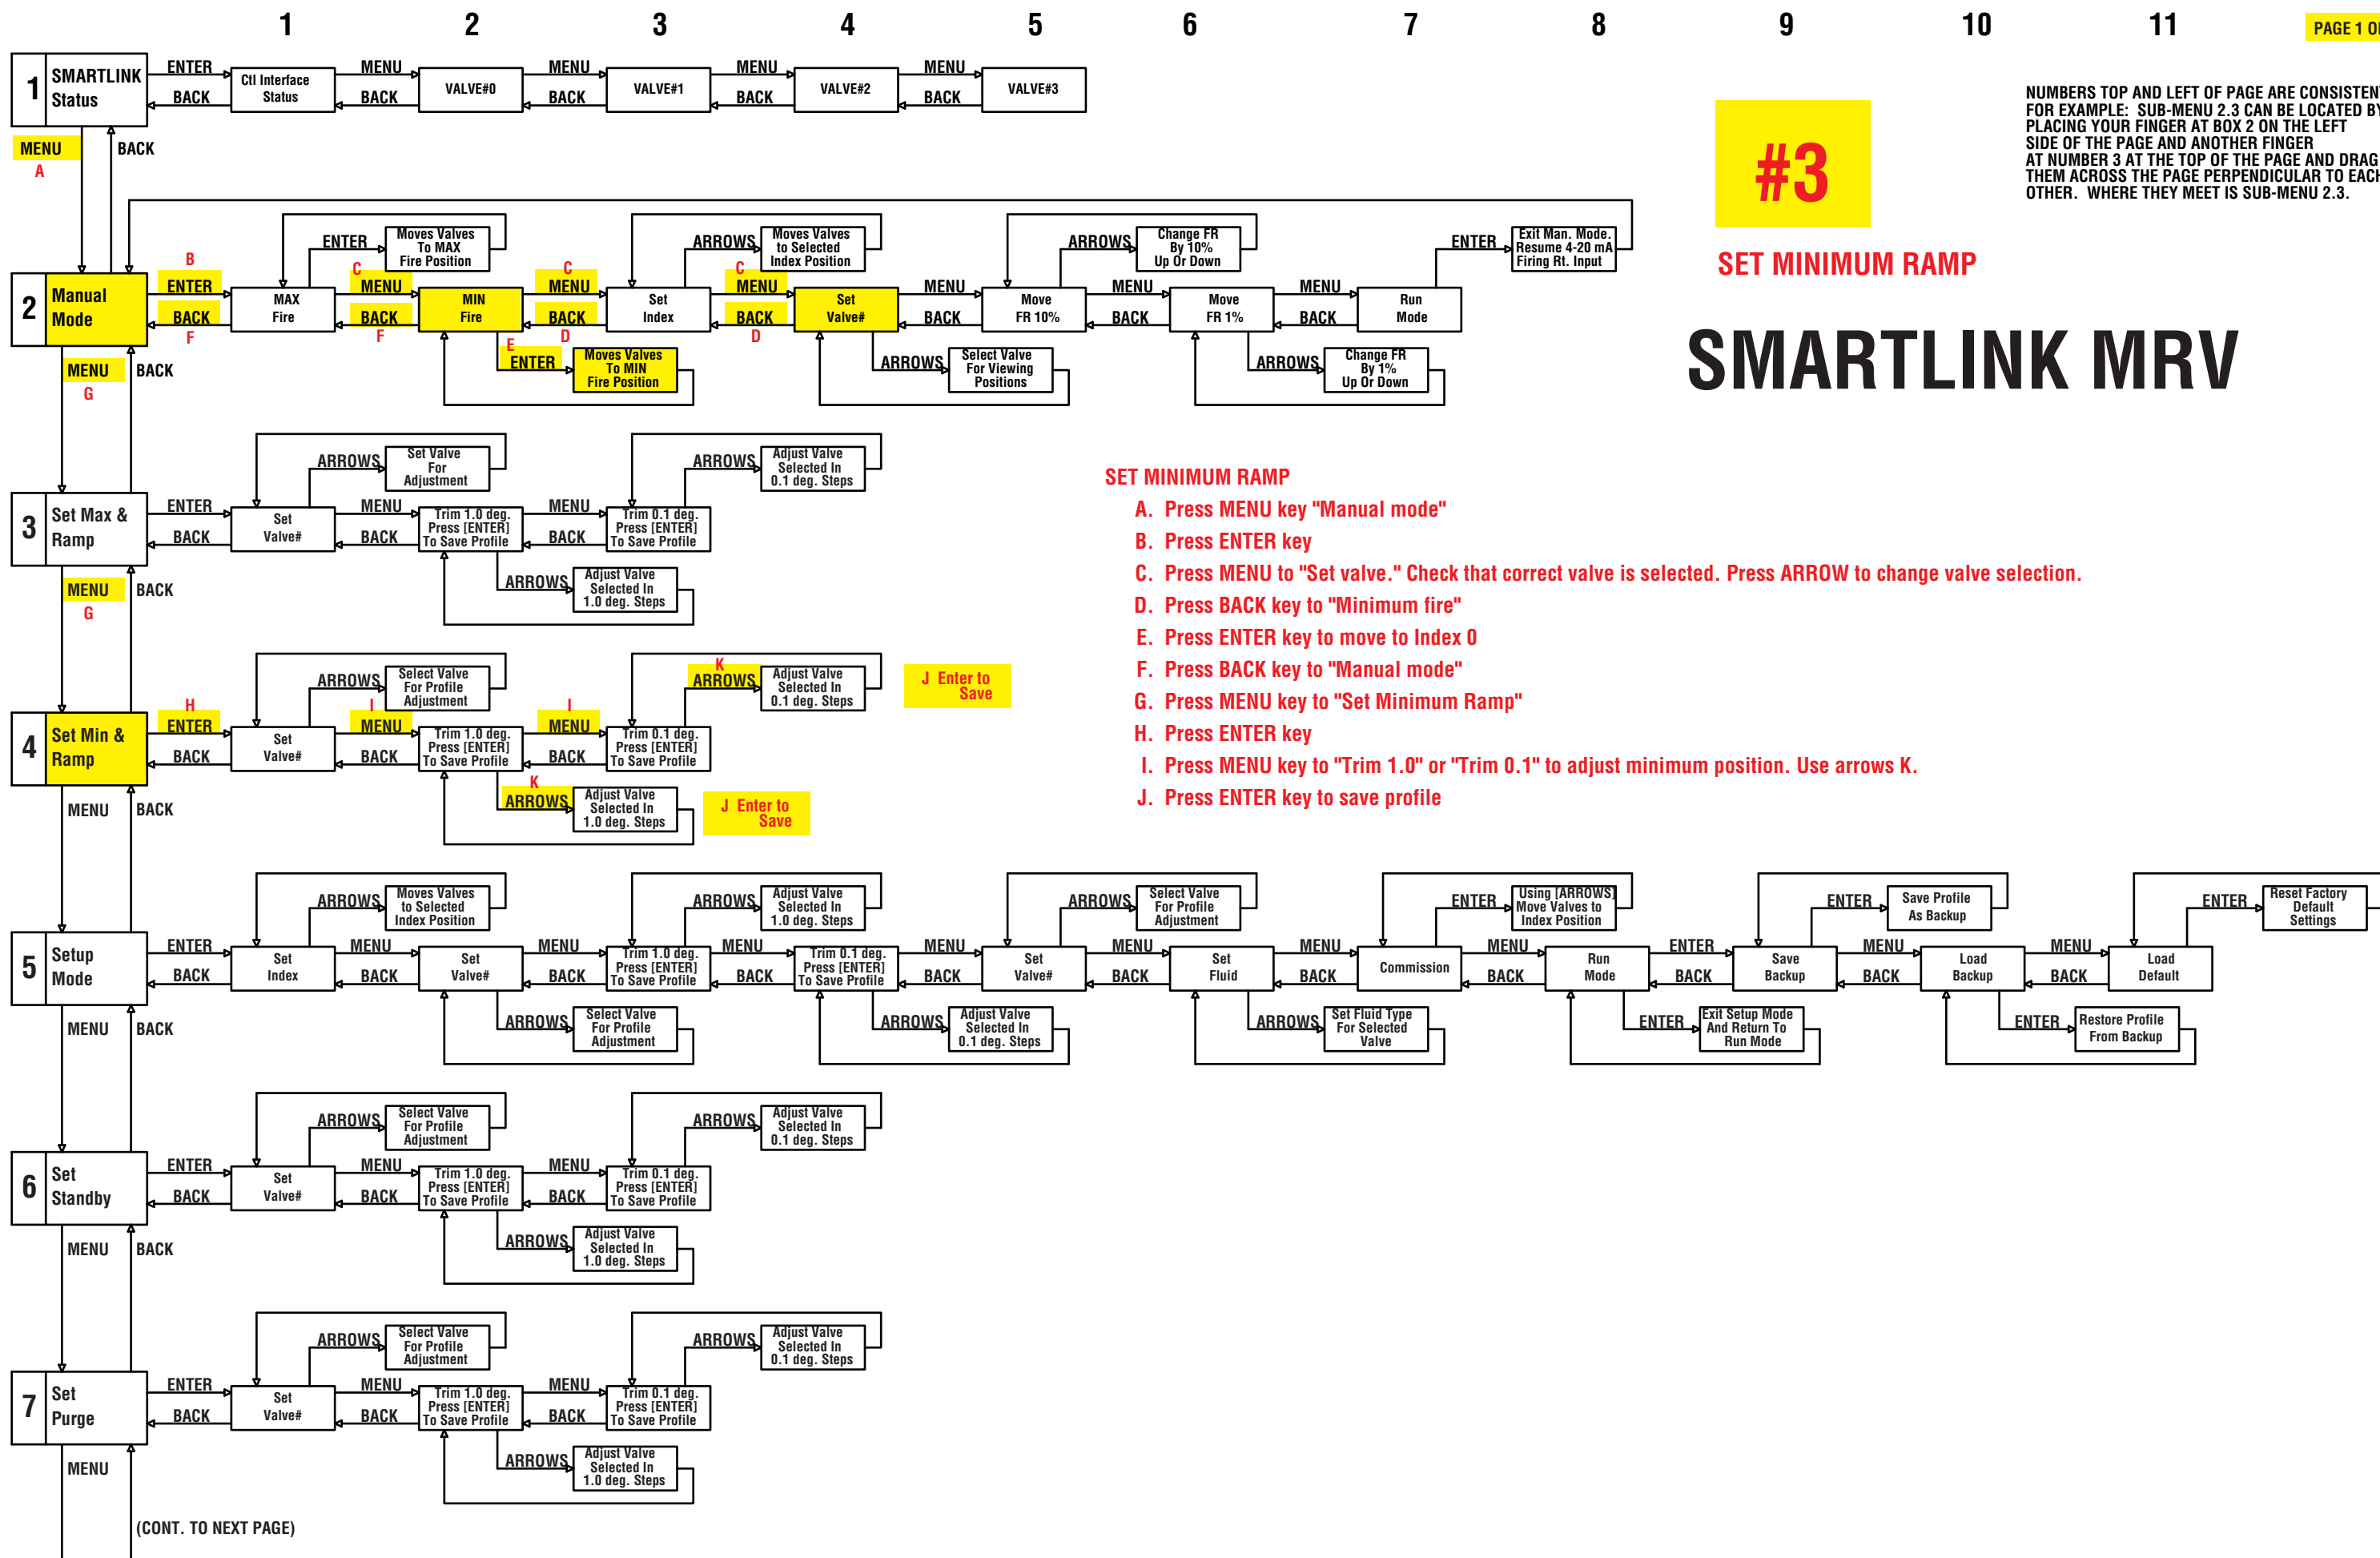 1 2 3 4 5 6 7 8 9 10 11
PAGE 1
NUMBERS TOP AND LEFT OF PAGE ARE CONSISTENT
FOR EXAMPLE: SUB-MENU 2.3 CAN BE LOCATED BY
PLACING YOUR FINGER AT BOX 2 ON THE LEFT
SIDE OF THE PAGE AND ANOTHER FINGER
AT NUMBER 3 AT THE TOP OF THE PAGE AND DRAG
THEM ACROSS THE PAGE PERPENDICULAR TO EACH
OTHER. WHERE THEY MEET IS SUB-MENU 2.3.
#3
SET MINIMUM RAMP
SMARTLINK MRV
1
SMARTLINK
Status
ENTER
BACK
Ctl Interface
Status
MENU
BACK
VALVE#0
MENU
BACK
VALVE#1
MENU
BACK
VALVE#2
MENU
BACK
VALVE#3
MENU
A
BACK
2
Manual
Mode
B
ENTER
BACK
F
MAX
Fire
ENTER
Moves Valves
To MAX
Fire Position
C
MENU
BACK
F
MIN
Fire
E
ENTER
Moves Valves
To MIN
Fire Position
C
MENU
BACK
D
Set
Index
ARROWS
Moves Valves
to Selected
Index Position
C
MENU
BACK
D
Set
Valve#
ARROWS
Select Valve
For Viewing
Positions
MENU
BACK
Move
FR 10%
ARROWS
Change FR
By 10%
Up Or Down
MENU
BACK
Move
FR 1%
ARROWS
Change FR
By 1%
Up Or Down
MENU
BACK
Run
Mode
ENTER
Exit Man. Mode.
Resume 4-20 mA
Firing Rt. Input
MENU
G
BACK
3
Set Max &
Ramp
ENTER
BACK
Set
Valve#
ARROWS
Set Valve
For
Adjustment
MENU
BACK
Trim 1.0 deg.
Press [ENTER]
To Save Profile
ARROWS
Adjust Valve
Selected In
1.0 deg. Steps
MENU
BACK
Trim 0.1 deg.
Press [ENTER]
To Save Profile
ARROWS
Adjust Valve
Selected In
0.1 deg. Steps
MENU
G
BACK
SET MINIMUM RAMP
A. Press MENU key "Manual mode"
B. Press ENTER key
C. Press MENU to "Set valve." Check that correct valve is selected. Press ARROW to change valve selection.
D. Press BACK key to "Minimum fire"
E. Press ENTER key to move to Index 0
F. Press BACK key to "Manual mode"
G. Press MENU key to "Set Minimum Ramp"
H. Press ENTER key
I. Press MENU key to "Trim 1.0" or "Trim 0.1" to adjust minimum position. Use arrows K.
J. Press ENTER key to save profile
4
Set Min &
Ramp
H
ENTER
BACK
Set
Valve#
ARROWS
Select Valve
For Profile
Adjustment
I
MENU
BACK
Trim 1.0 deg.
Press [ENTER]
To Save Profile
K
ARROWS
Adjust Valve
Selected In
1.0 deg. Steps
J Enter to
Save
I
MENU
BACK
Trim 0.1 deg.
Press [ENTER]
To Save Profile
K
ARROWS
Adjust Valve
Selected In
0.1 deg. Steps
J Enter to
Save
MENU
BACK
5
Setup
Mode
ENTER
BACK
Set
Index
ARROWS
Moves Valves
to Selected
Index Position
MENU
BACK
Set
Valve#
ARROWS
Select Valve
For Profile
Adjustment
MENU
BACK
Trim 1.0 deg.
Press [ENTER]
To Save Profile
ARROWS
Adjust Valve
Selected In
1.0 deg. Steps
MENU
BACK
Trim 0.1 deg.
Press [ENTER]
To Save Profile
ARROWS
Adjust Valve
Selected In
0.1 deg. Steps
MENU
BACK
Set
Valve#
ARROWS
Select Valve
For Profile
Adjustment
MENU
BACK
Set
Fluid
ARROWS
Set Fluid Type
For Selected
Valve
MENU
BACK
Commission
ENTER
Using [ARROWS]
Move Valves to
Index Position
MENU
BACK
Run
Mode
ENTER
Exit Setup Mode
And Return To
Run Mode
ENTER
BACK
Save
Backup
ENTER
Save Profile
As Backup
MENU
BACK
Load
Backup
ENTER
Restore Profile
From Backup
MENU
BACK
Load
Default
ENTER
Reset Factory
Default
Settings
MENU
BACK
6
Set
Standby
ENTER
BACK
Set
Valve#
ARROWS
Select Valve
For Profile
Adjustment
MENU
BACK
Trim 1.0 deg.
Press [ENTER]
To Save Profile
ARROWS
Adjust Valve
Selected In
1.0 deg. Steps
MENU
BACK
Trim 0.1 deg.
Press [ENTER]
To Save Profile
ARROWS
Adjust Valve
Selected In
0.1 deg. Steps
MENU
BACK
7
Set
Purge
ENTER
BACK
Set
Valve#
ARROWS
Select Valve
For Profile
Adjustment
MENU
BACK
Trim 1.0 deg.
Press [ENTER]
To Save Profile
ARROWS
Adjust Valve
Selected In
1.0 deg. Steps
MENU
BACK
Trim 0.1 deg.
Press [ENTER]
To Save Profile
ARROWS
Adjust Valve
Selected In
0.1 deg. Steps
MENU
(CONT. TO NEXT PAGE)